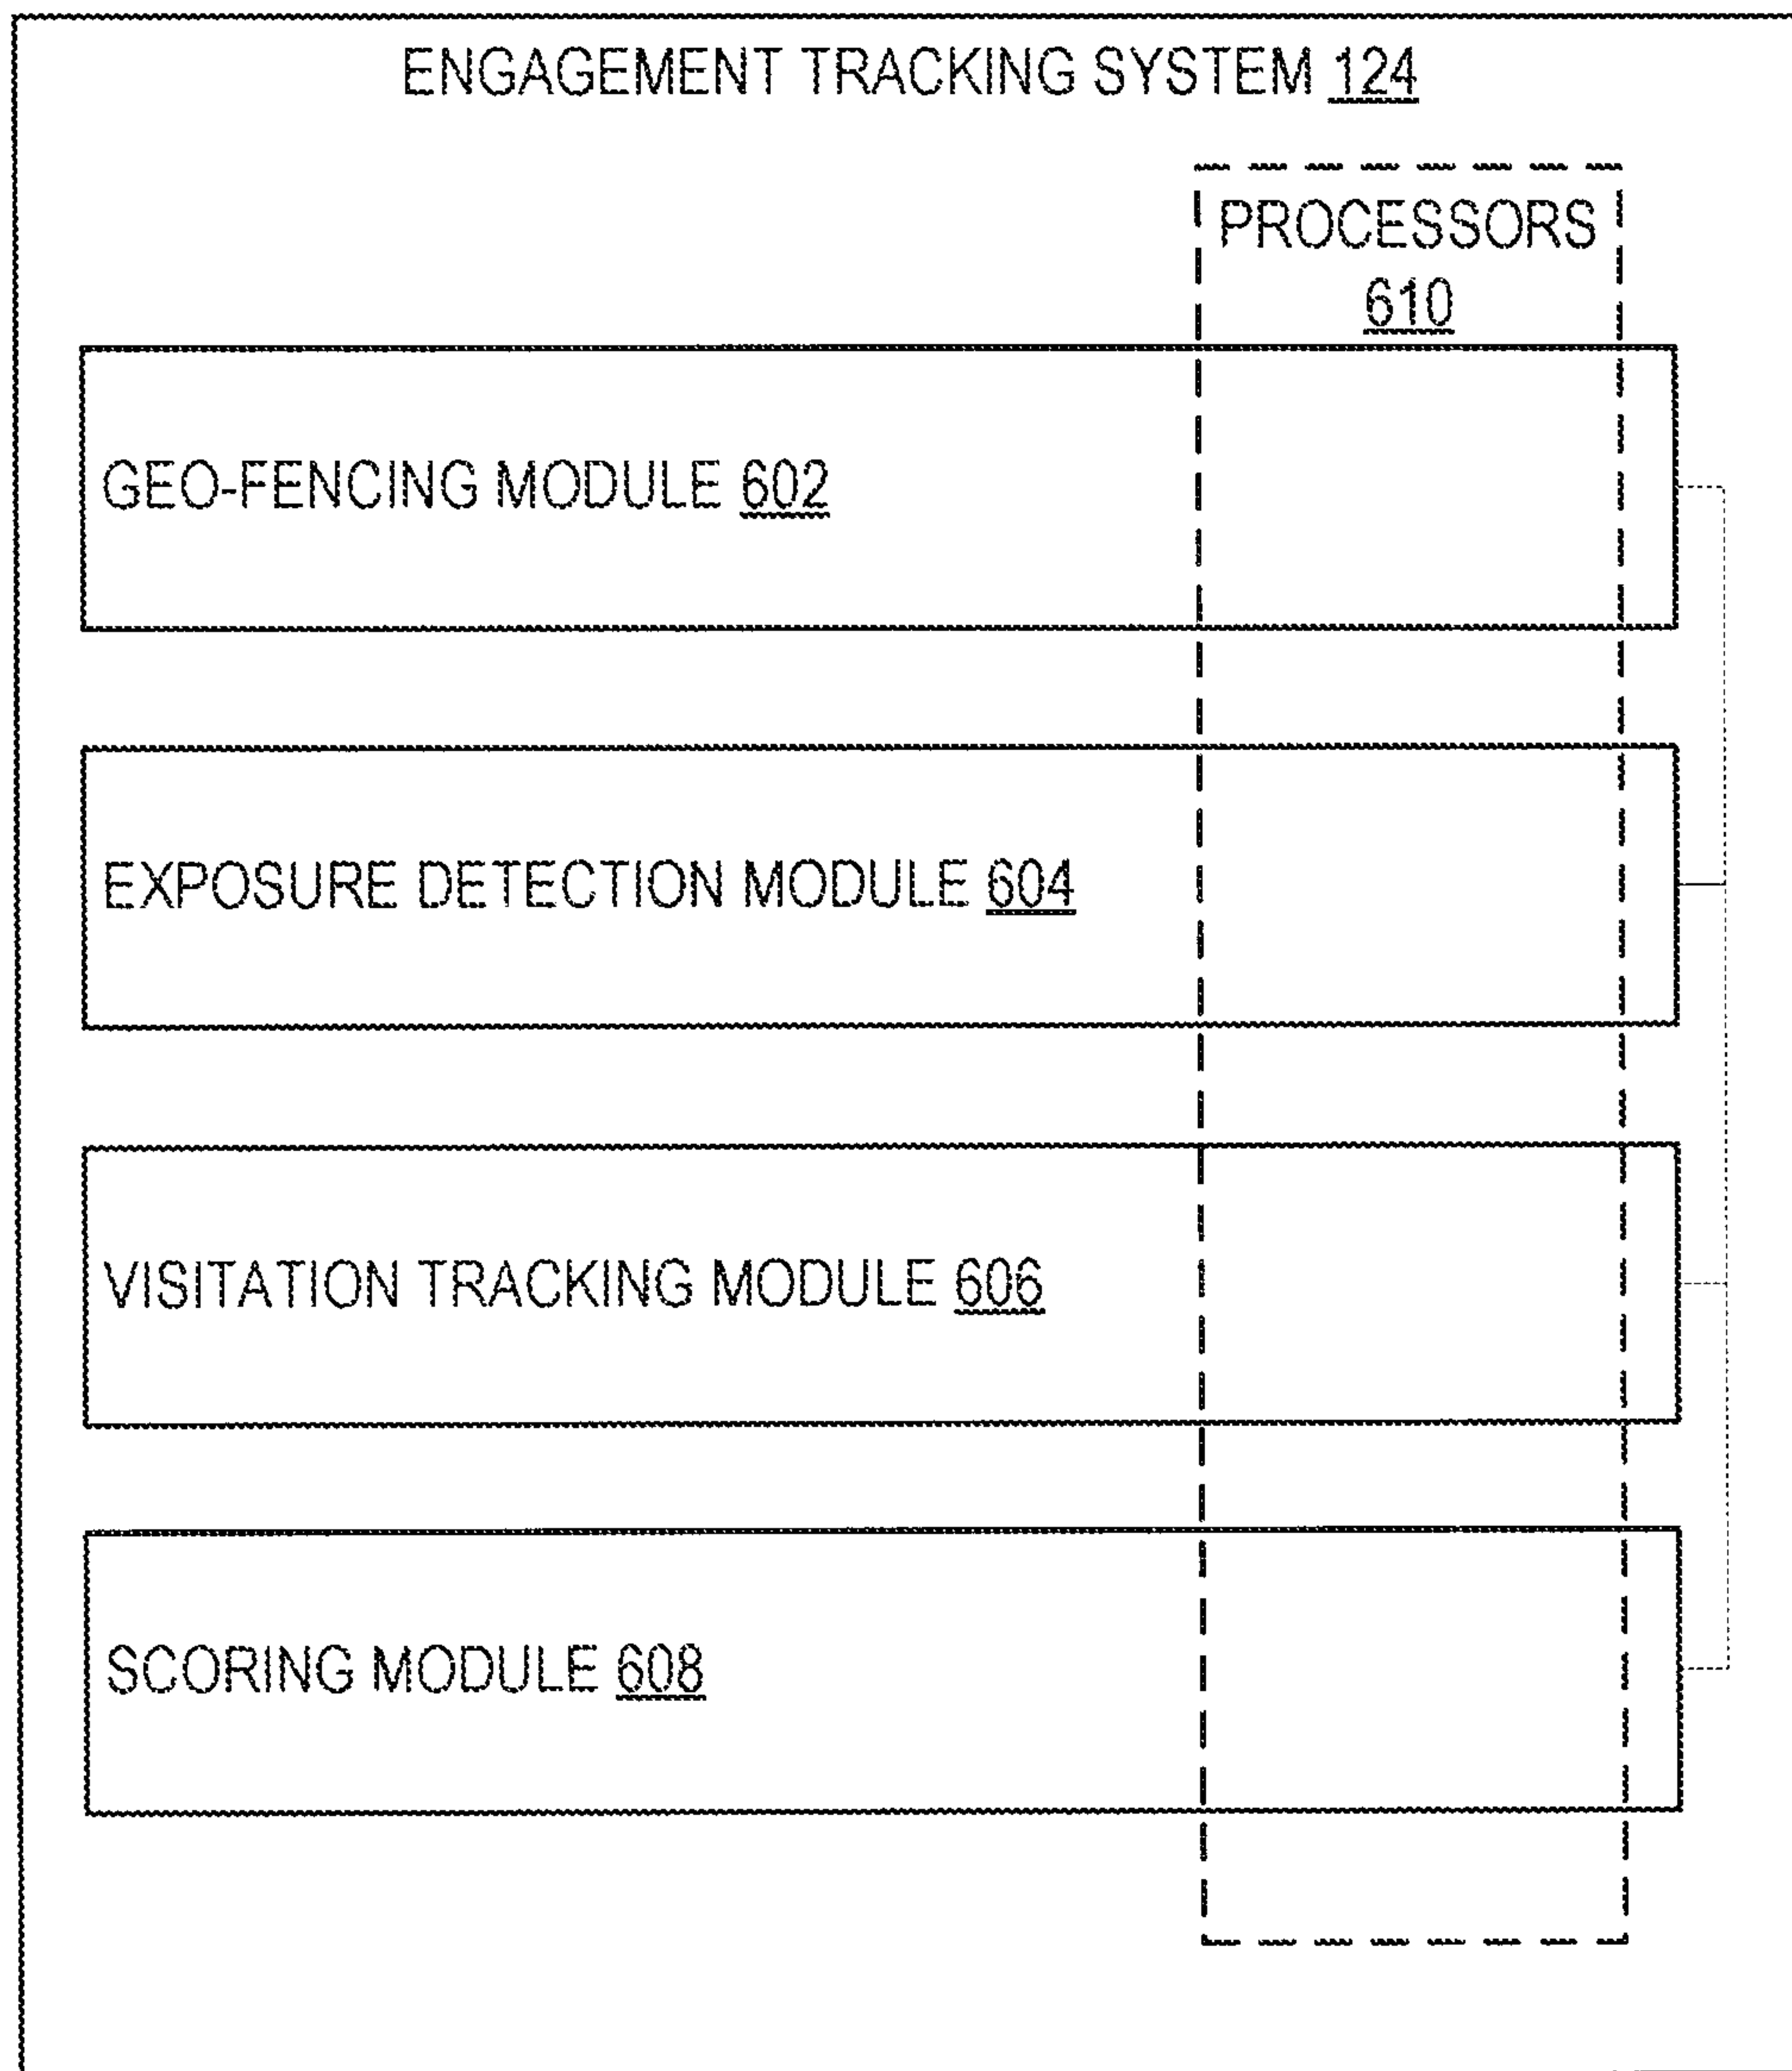 ENGAGEMENT TRACKING SYSTEM 124
PROCESSORS
610
GEO-FENCING MODULE 602
EXPOSURE DETECTION MODULE 604
VISITATION TRACKING MODULE 606
SCORING MODULE 608